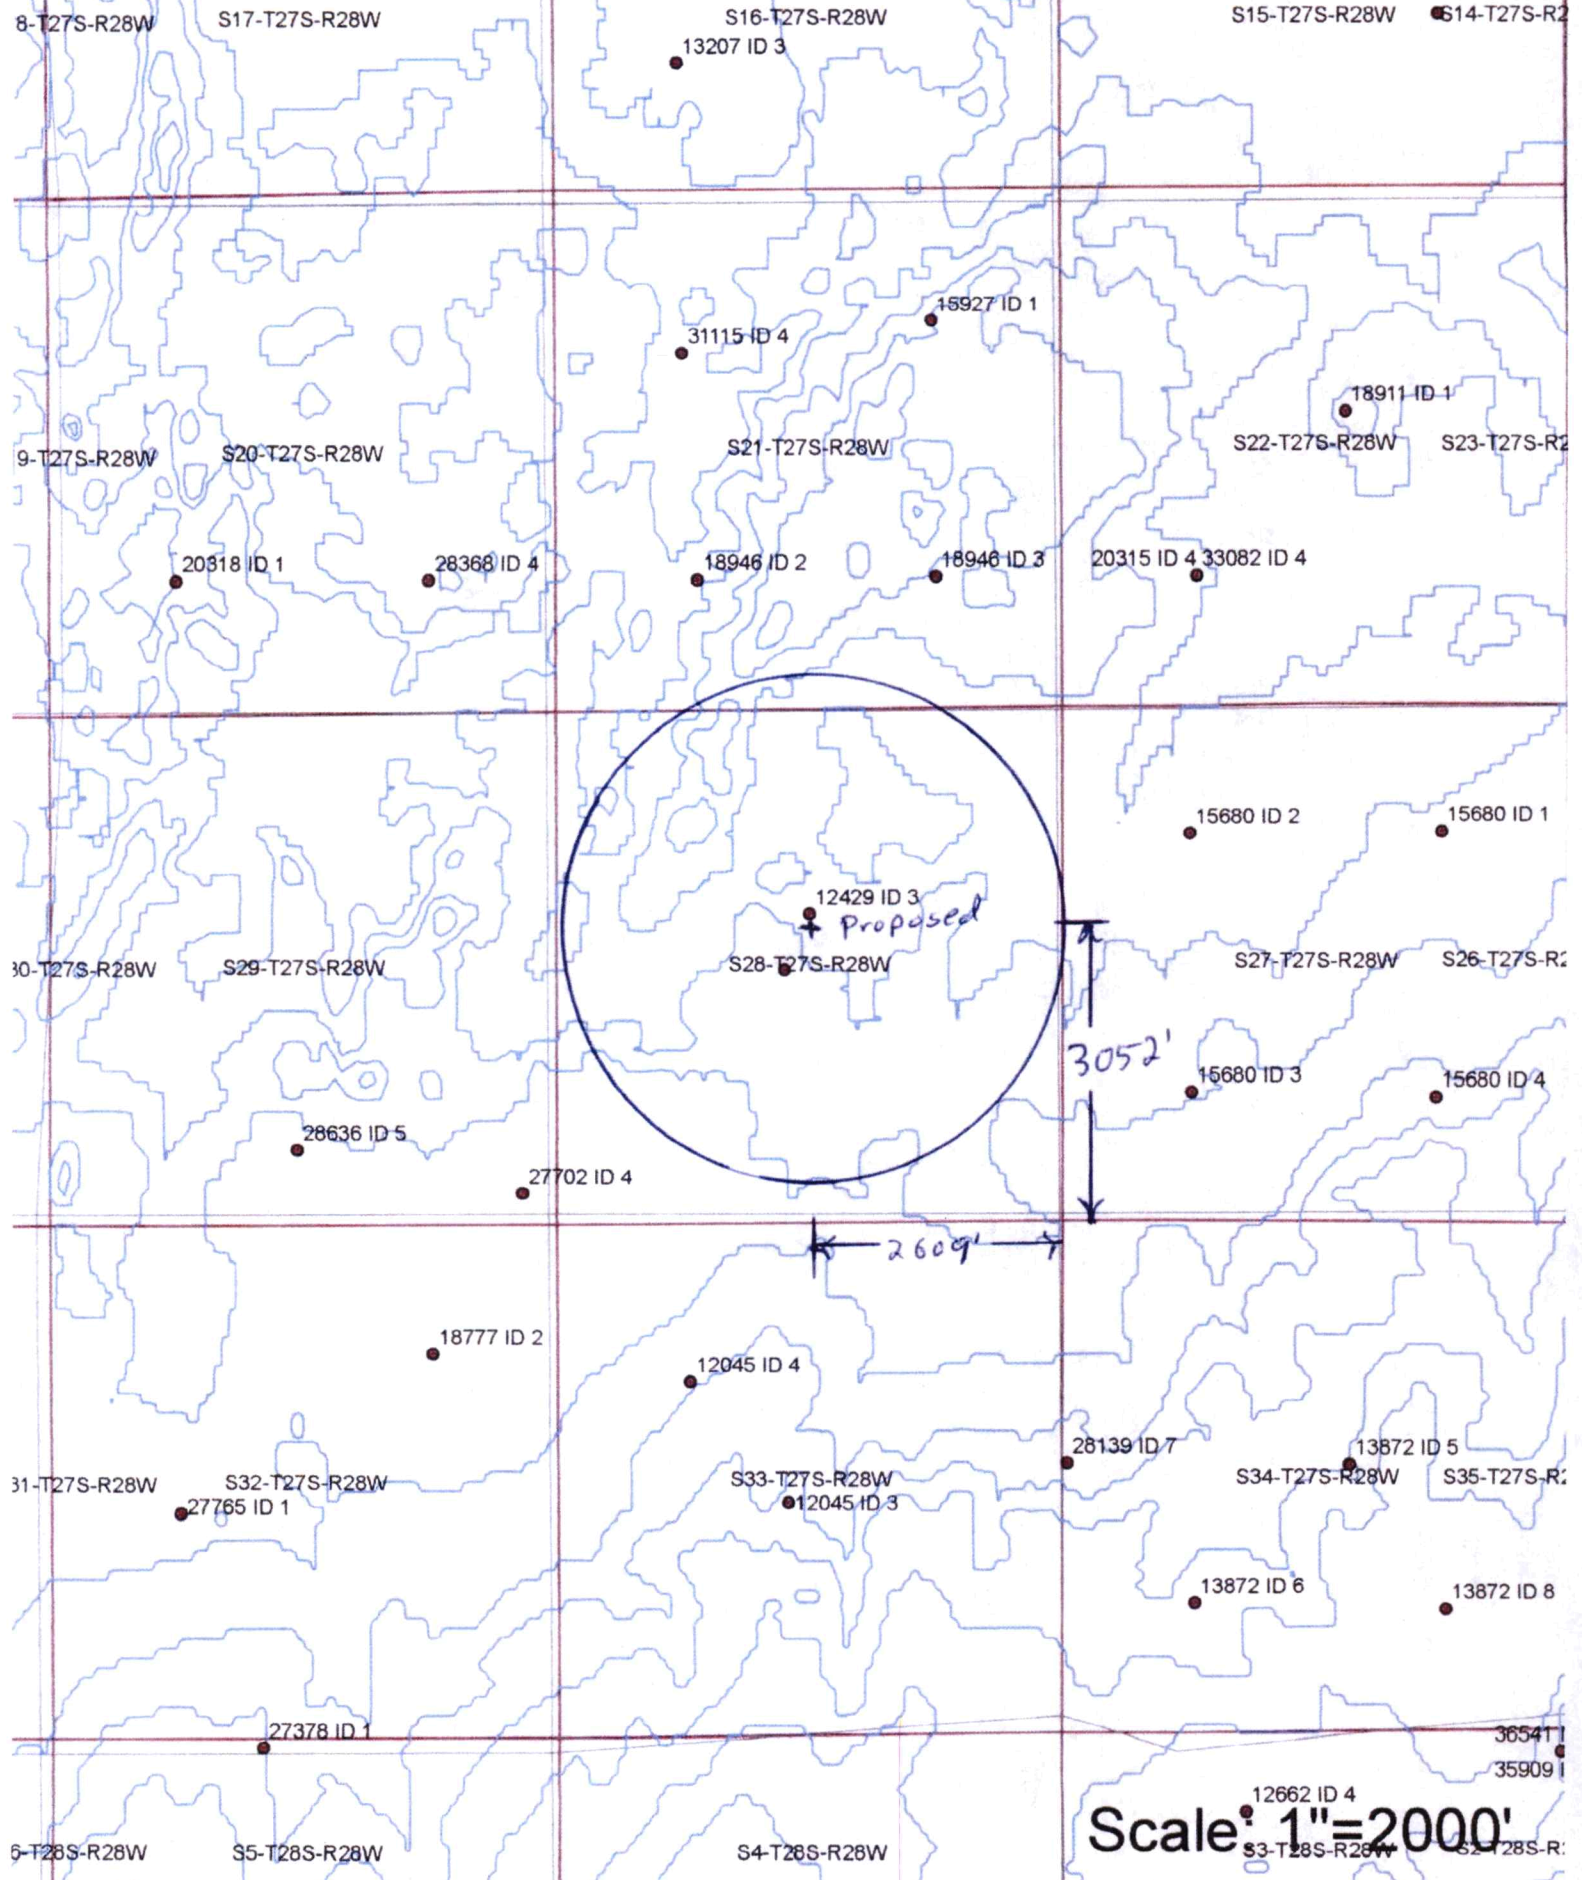 8-T27S-R28W S17-T27S-R28W S16-T27S-R28W S15-T27S-R28W S14-T27S-R2
13207 ID 3
15927 ID 1
31115 ID 4
18911 ID 1
9-T27S-R28W S20-T27S-R28W S21-T27S-R28W S22-T27S-R28W S23-T27S-R2
20318 ID 1 28368 ID 4 18946 ID 2 18946 ID 3 20315 ID 4 33082 ID 4
15680 ID 2 15680 ID 1
12429 ID 3
Proposed
30-T27S-R28W S29-T27S-R28W S28-T27S-R28W S27-T27S-R28W S26-T27S-R2
3052'
15680 ID 3 15680 ID 4
28636 ID 5
27702 ID 4
2609'
18777 ID 2
12045 ID 4
28139 ID 7 13872 ID 5
31-T27S-R28W S32-T27S-R28W S33-T27S-R28W S34-T27S-R28W S35-T27S-R2
27765 ID 1 12045 ID 3
13872 ID 6 13872 ID 8
27378 ID 1 36541 I
35909 I
12662 ID 4
Scale: 1"=2000'
6-T28S-R28W S5-T28S-R28W S4-T28S-R28W S3-T28S-R28W S2-T28S-R